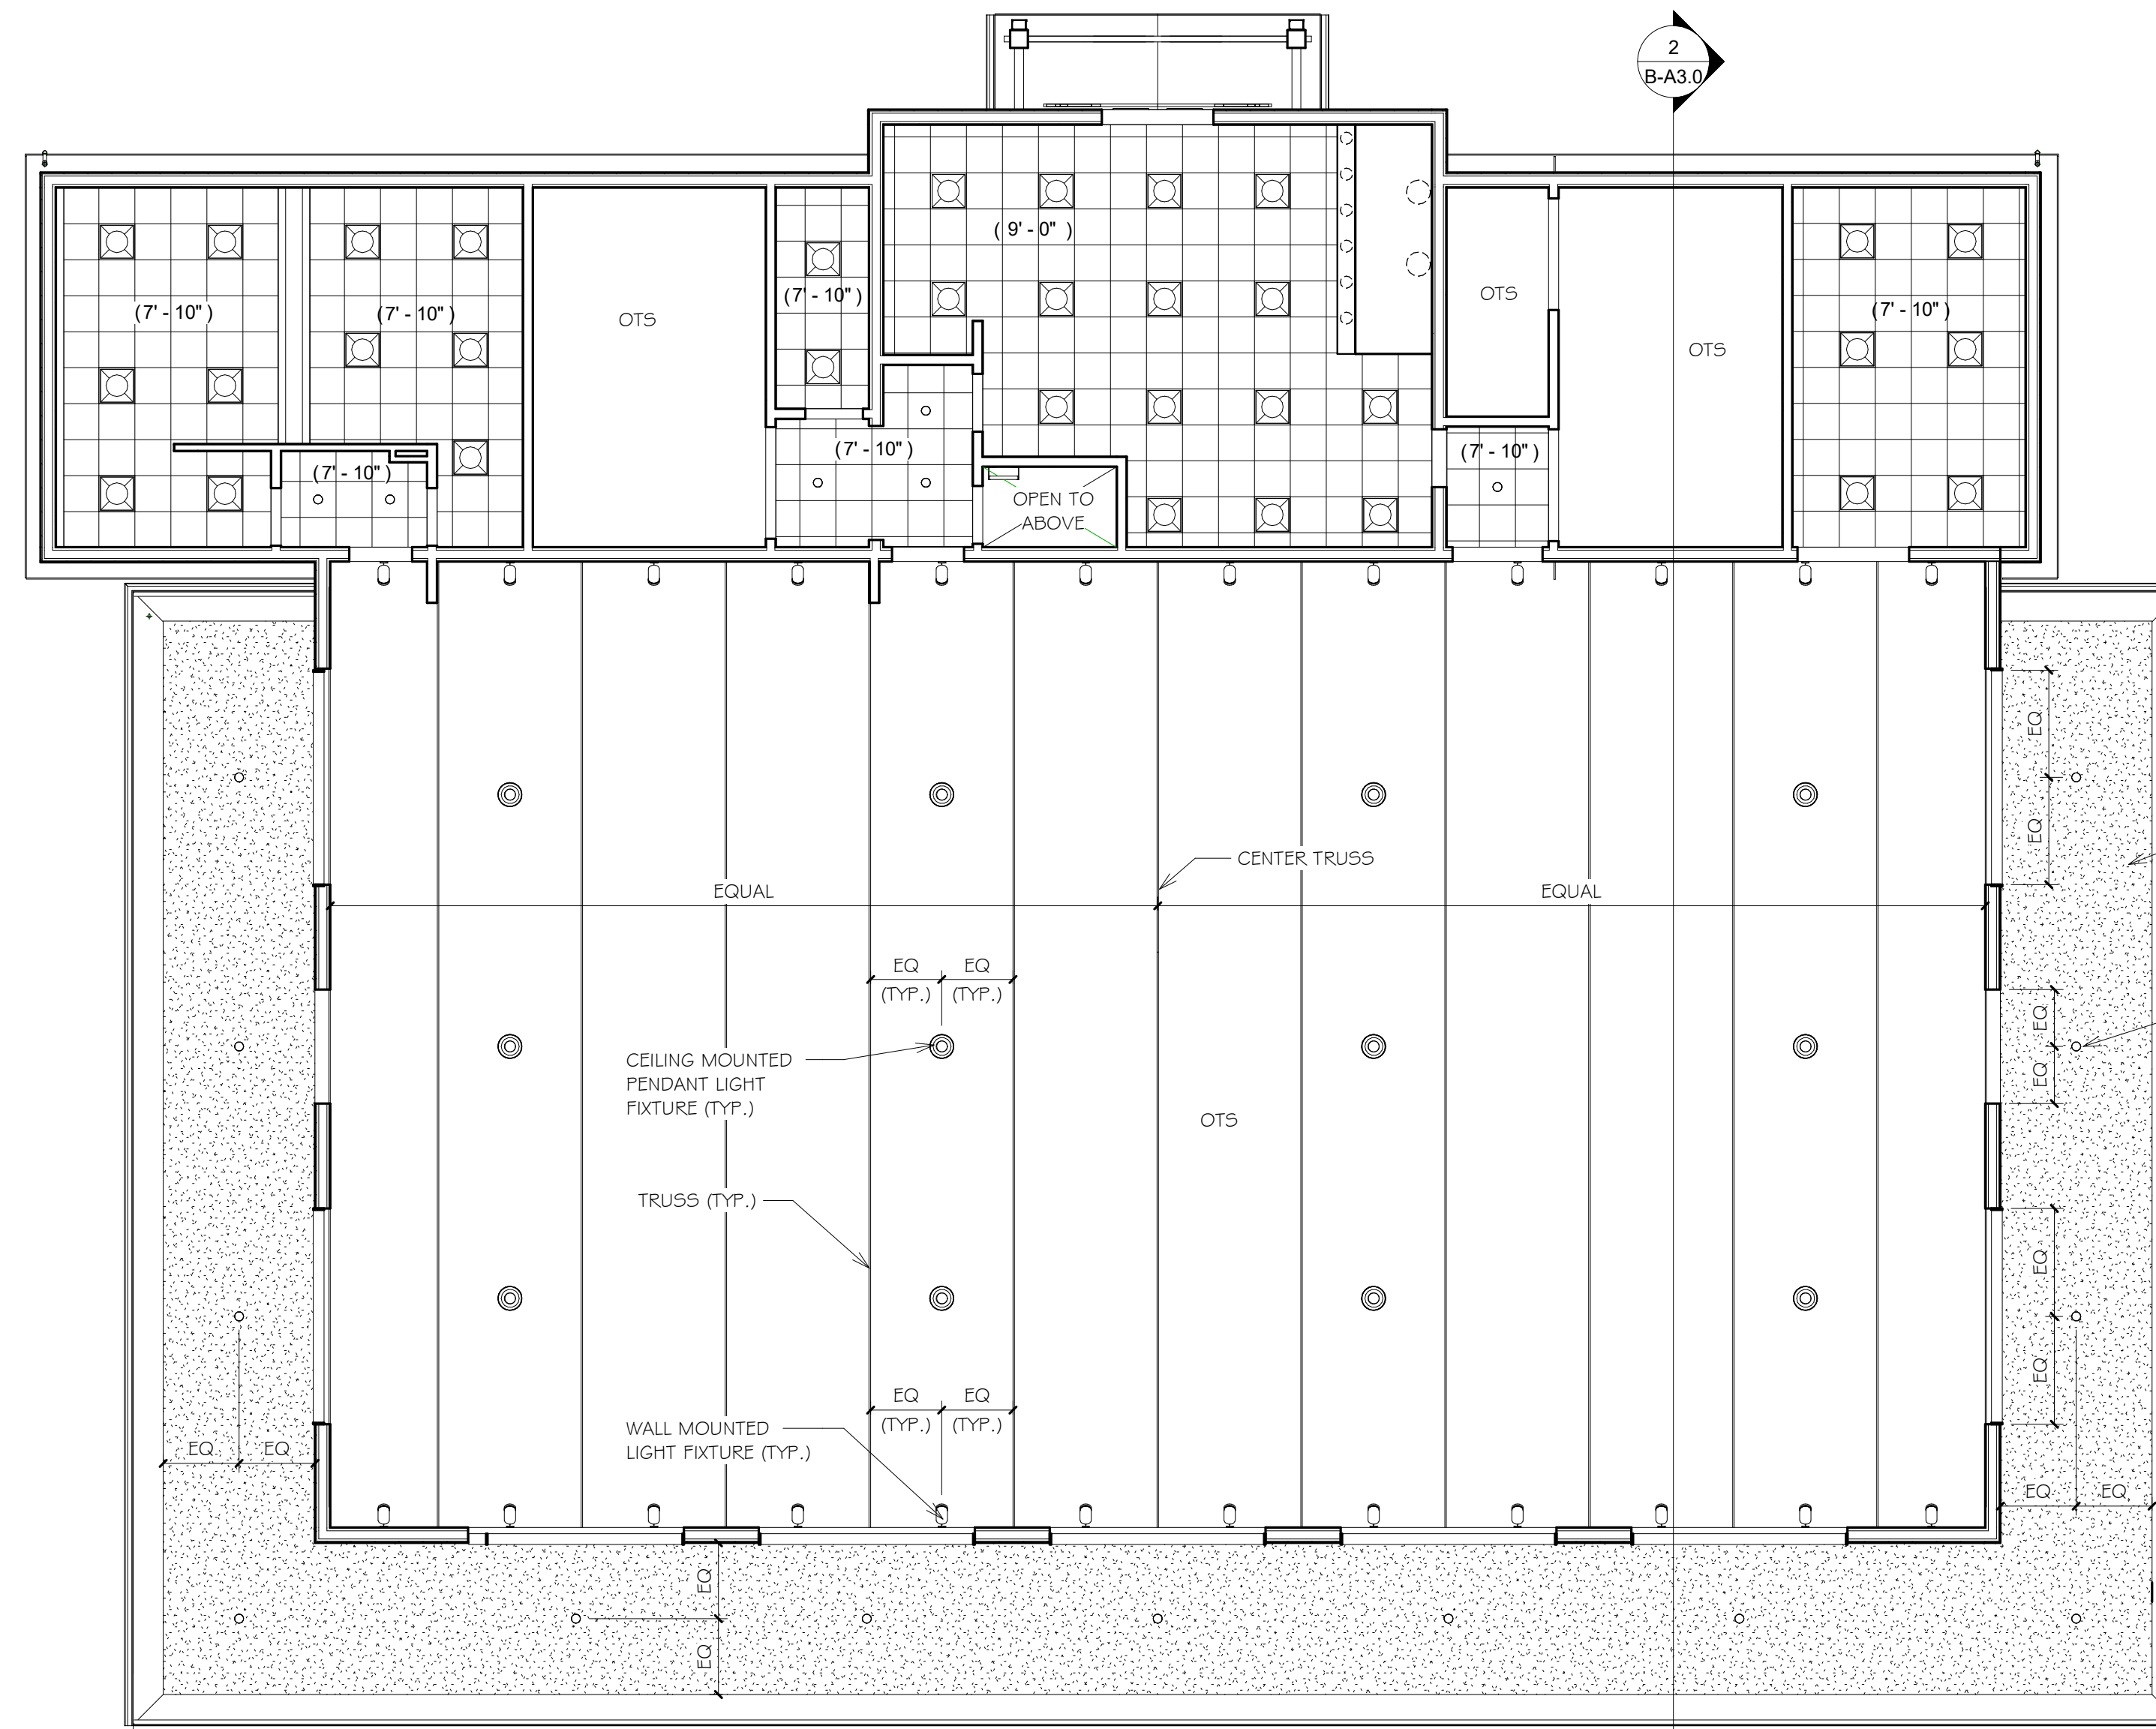 2
B-A3.0
( 9' - 0" )
(7' - 10" )
(7' - 10" )
OTS
(7' - 10" )
OTS
OTS
(7' - 10" )
(7' - 10" )
(7' - 10" )
(7' - 10" )
OPEN TO
ABOVE
EQ
EQ
CENTER TRUSS
EQUAL
EQUAL
EQ
EQ
(TYP.)
(TYP.)
CEILING MOUNTED
PENDANT LIGHT
FIXTURE (TYP.)
EQ
EQ
OTS
TRUSS (TYP.)
EQ
EQ
EQ
EQ
(TYP.)
(TYP.)
WALL MOUNTED
LIGHT FIXTURE (TYP.)
EQ
EQ
EQ
EQ
EQ
EQ